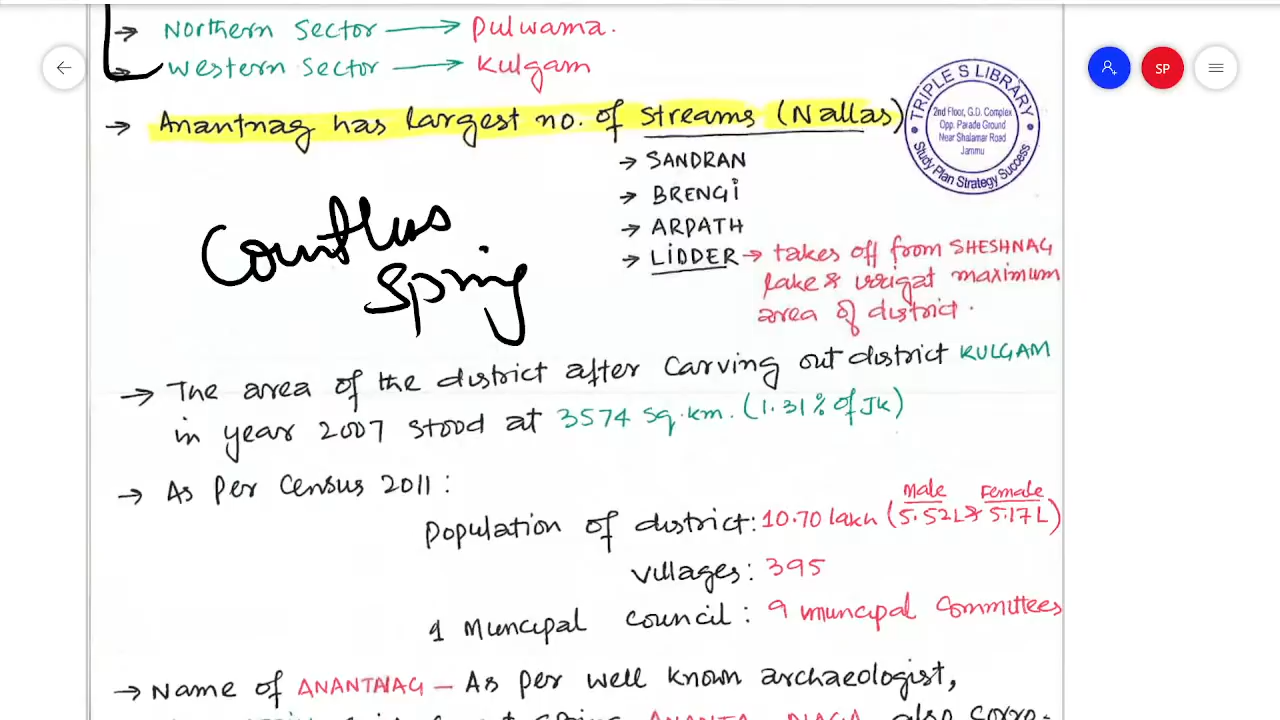 → Northern Sector → Pulwama.
→ Western Sector → Kulgam
→ Anantnag has largest no. of Streams (Nallas)
TRIPLE S LIBRARY
2nd Floor, G.D. Complex
Opp. Parade Ground
Near Shalamar Road
Jammu
Study Plan Strategy Success
SP
→ SANDRAN
→ BRENGI
→ ARPATH
→ LIDDER → takes off from SHESHNAG
lake & irrigat maximum
area of district.
Countless
Spring
→ The area of the district after carving out district KULGAM
in year 2007 stood at 3574 sq.km. (1.31% of JK)
→ As Per Census 2011:
Male Female
Population of district: 10.70 lakh (5.52L & 5.17L)
villages: 395
1 Muncipal council: 9 muncipal Committees
→ Name of ANANTNAG – As per well known archaeologist,
spring ANANTA NAGA also